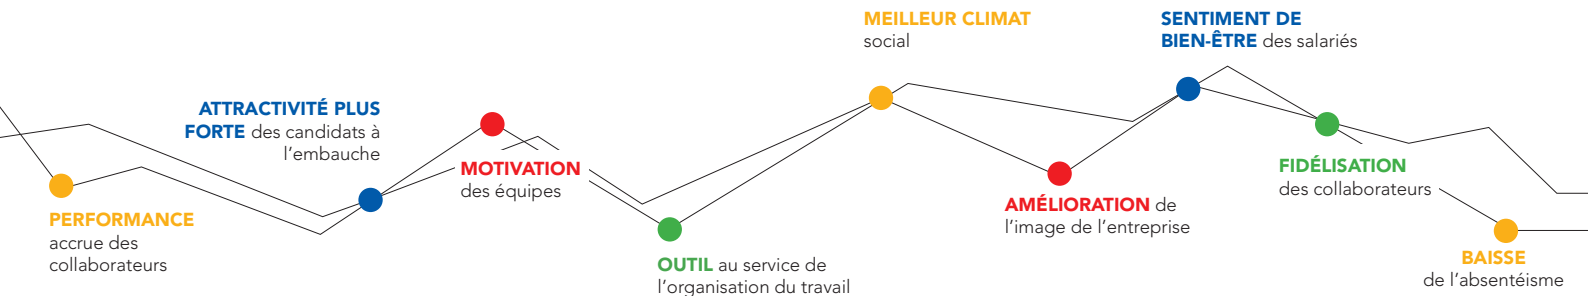 PERFORMANCE
accrue des
collaborateurs
ATTRACTIVITÉ PLUS
FORTE des candidats à
l'embauche
MOTIVATION
des équipes
OUTIL au service de
l'organisation du travail
MEILLEUR CLIMAT
social
AMÉLIORATION de
l'image de l'entreprise
SENTIMENT DE
BIEN-ÊTRE des salariés
FIDÉLISATION
des collaborateurs
BAISSE
de l'absentéisme